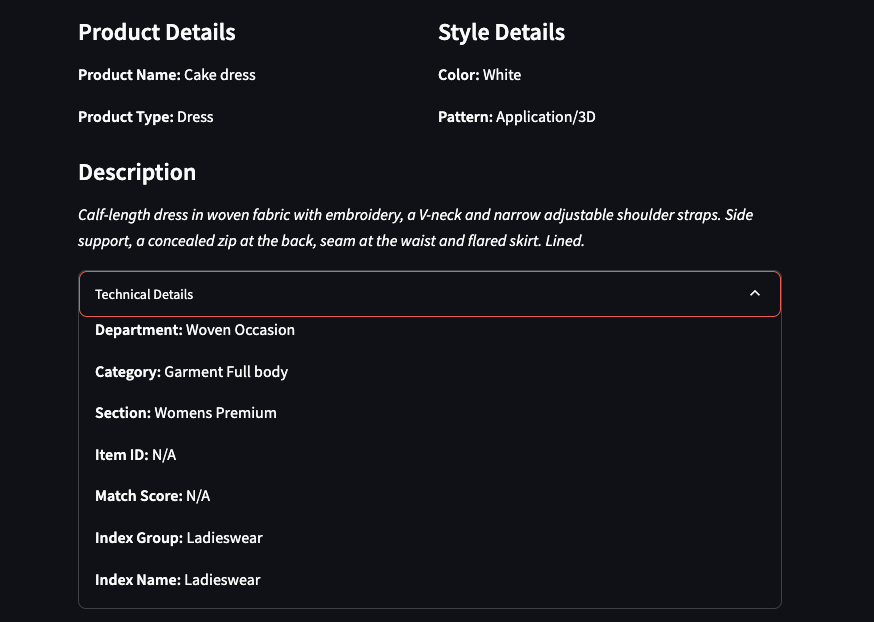 Product Details
Style Details
Product Name: Cake dress
Color: White
Product Type: Dress
Pattern: Application/3D
Description
Calf-length dress in woven fabric with embroidery, a V-neck and narrow adjustable shoulder straps. Side
support, a concealed zip at the back, seam at the waist and flared skirt. Lined.
Technical Details
Department: Woven Occasion
Category: Garment Full body
Section: Womens Premium
Item ID: N/A
Match Score: N/A
Index Group: Ladieswear
Index Name: Ladieswear